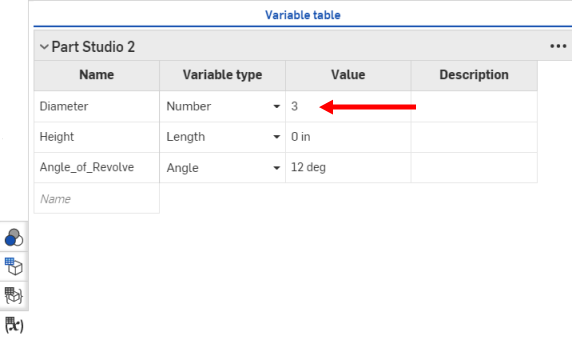 Variable table
Part Studio 2
Name Variable type Value Description
Diameter Number 3
Height Length 0 in
Angle_of_Revolve Angle 12 deg
Name
(x)